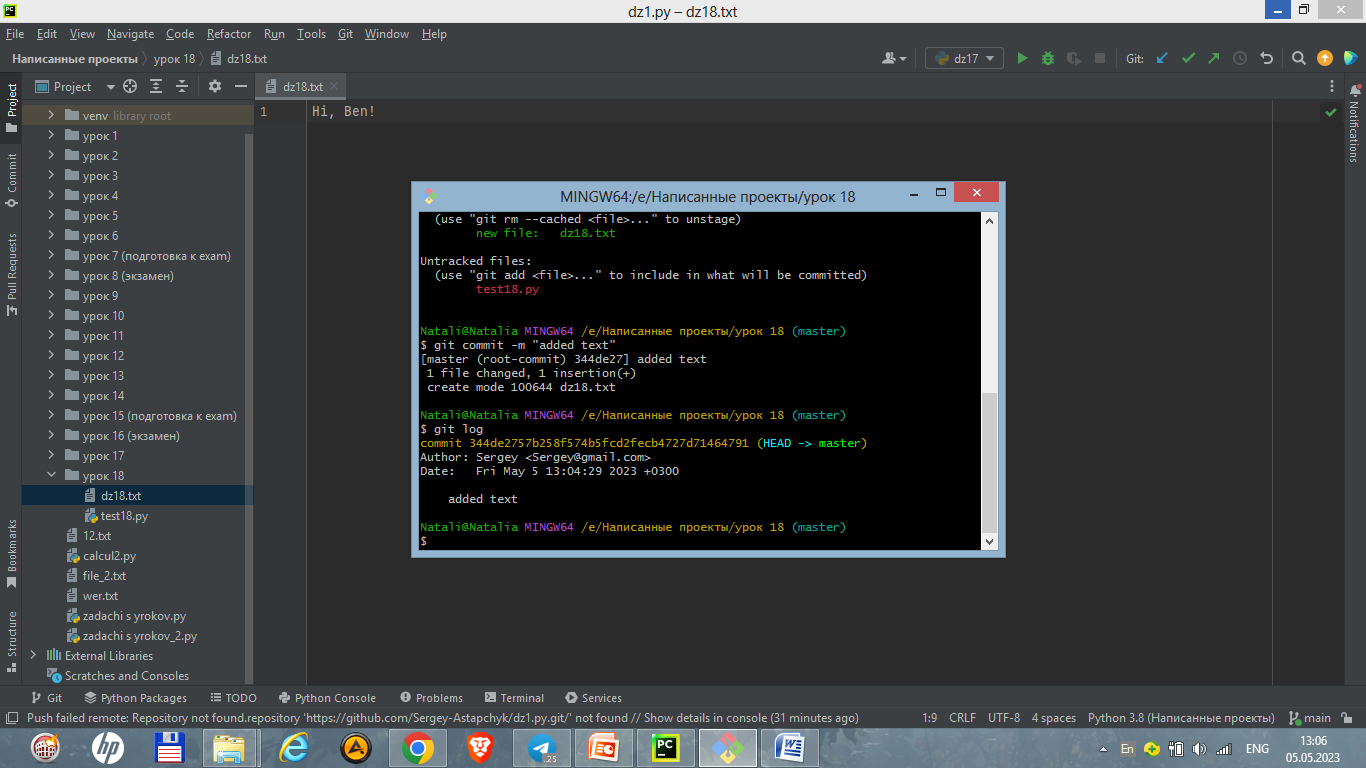 dz1.py – dz18.txt
File Edit View Navigate Code Refactor Run Tools Git Window Help
Написанные проекты урок 18 dz18.txt
dz17 Git:
Project dz18.txt
Project
Commit
Pull Requests
Bookmarks
Structure
venv library root
урок 1
урок 2
урок 3
урок 4
урок 5
урок 6
урок 7 (подготовка к exam)
урок 8 (экзамен)
урок 9
урок 10
урок 11
урок 12
урок 13
урок 14
урок 15 (подготовка к exam)
урок 16 (экзамен)
урок 17
урок 18
dz18.txt
test18.py
12.txt
calcul2.py
file_2.txt
wer.txt
zadachi s yrokov.py
zadachi s yrokov_2.py
External Libraries
Scratches and Consoles
1 Hi, Ben!
Notifications
MINGW64:/e/Написанные проекты/урок 18
(use "git rm --cached <file>..." to unstage)
new file: dz18.txt
Untracked files:
(use "git add <file>..." to include in what will be committed)
test18.py
Natali@Natalia MINGW64 /e/Написанные проекты/урок 18 (master)
$ git commit -m "added text"
[master (root-commit) 344de27] added text
1 file changed, 1 insertion(+)
create mode 100644 dz18.txt
Natali@Natalia MINGW64 /e/Написанные проекты/урок 18 (master)
$ git log
commit 344de2757b258f574b5fcd2fecb4727d71464791 (HEAD -> master)
Author: Sergey <Sergey@gmail.com>
Date: Fri May 5 13:04:29 2023 +0300
added text
Natali@Natalia MINGW64 /e/Написанные проекты/урок 18 (master)
$
Git Python Packages TODO Python Console Problems Terminal Services
Push failed remote: Repository not found.repository 'https://github.com/Sergey-Astapchyk/dz1.py.git/' not found // Show details in console (31 minutes ago) 1:9 CRLF UTF-8 4 spaces Python 3.8 (Написанные проекты) main
En ENG 13:06
05.05.2023